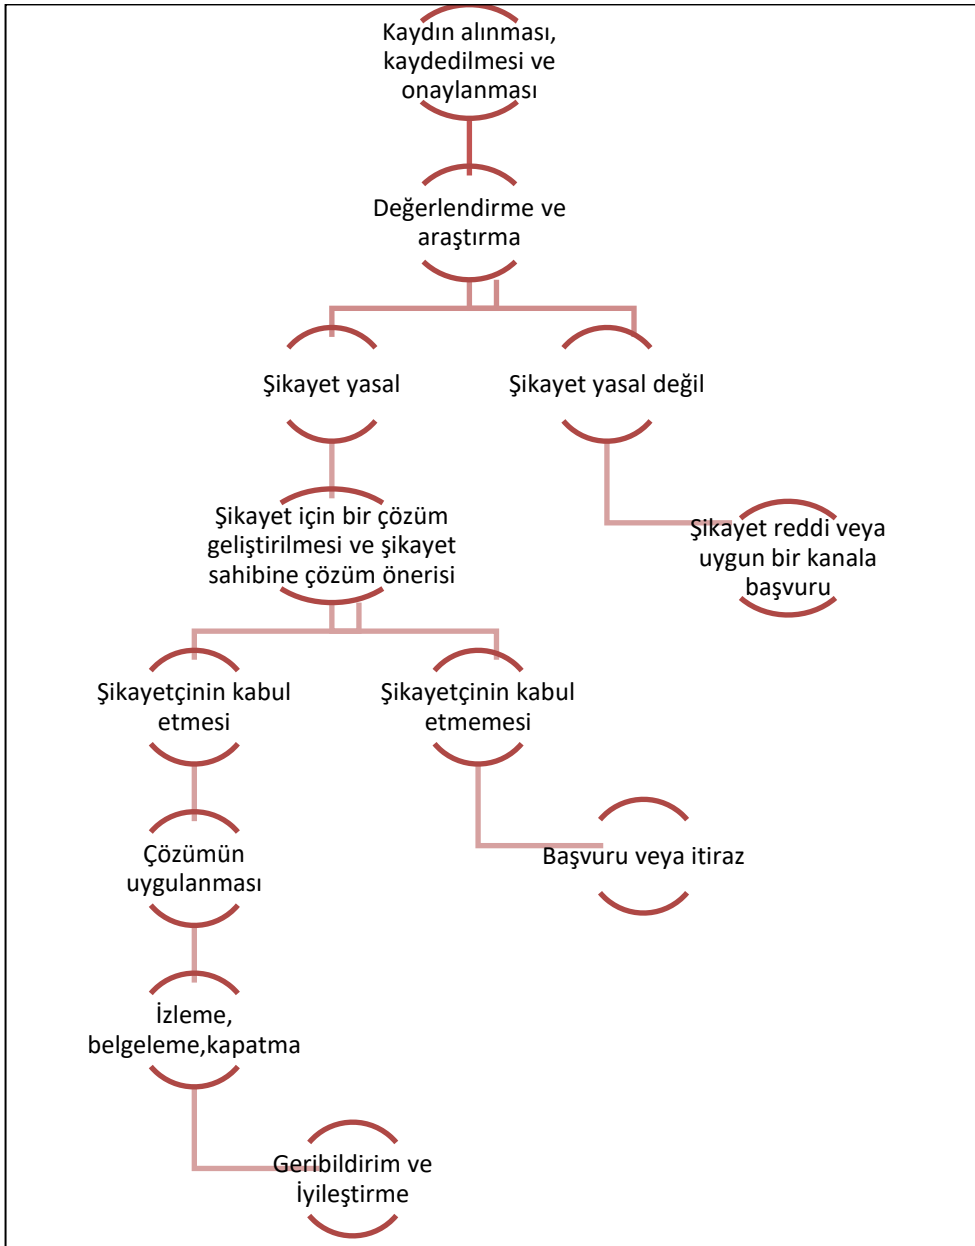 Kaydın alınması,
kaydedilmesi ve
onaylanması
Değerlendirme ve
araştırma
Şikayet yasal
Şikayet yasal değil
Şikayet için bir çözüm
geliştirilmesi ve şikayet
sahibine çözüm önerisi
Şikayet reddi veya
uygun bir kanala
başvuru
Şikayetçinin kabul
etmesi
Şikayetçinin kabul
etmemesi
Çözümün
uygulanması
Başvuru veya itiraz
İzleme,
belgeleme,kapatma
Geribildirim ve
İyileştirme